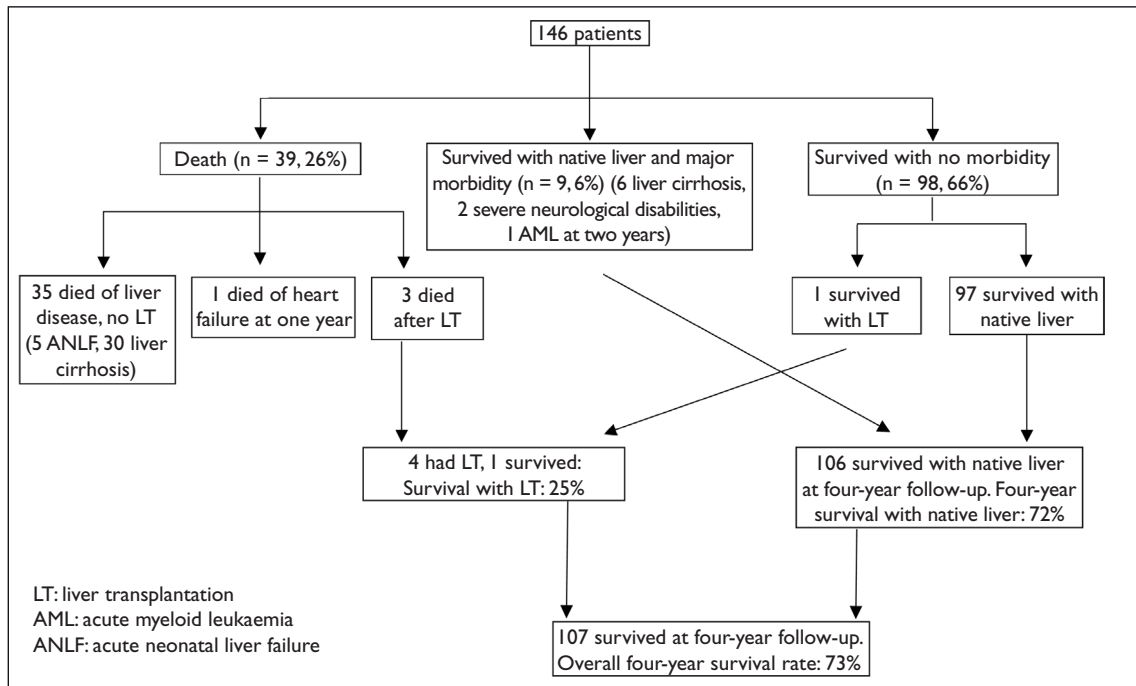 146 patients
Death (n = 39, 26%)
Survived with native liver and major
morbidity (n = 9, 6%) (6 liver cirrhosis,
2 severe neurological disabilities,
1 AML at two years)
Survived with no morbidity
(n = 98, 66%)
35 died of liver
disease, no LT
(5 ANLF, 30 liver
cirrhosis)
1 died of heart
failure at one year
3 died
after LT
1 survived
with LT
97 survived with
native liver
4 had LT, 1 survived:
Survival with LT: 25%
106 survived with native liver
at four-year follow-up. Four-year
survival with native liver: 72%
LT: liver transplantation
AML: acute myeloid leukaemia
ANLF: acute neonatal liver failure
107 survived at four-year follow-up.
Overall four-year survival rate: 73%